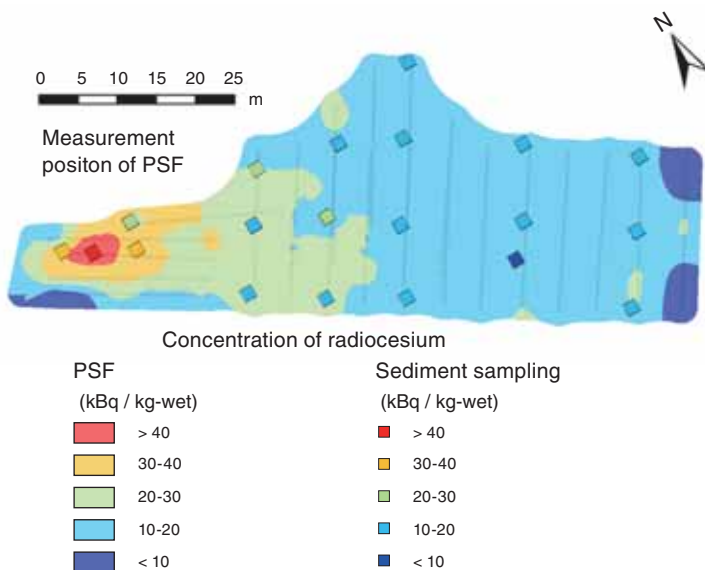 N
0 5 10 15 20 25
m
Measurement
positon of PSF
Concentration of radiocesium
PSF
(kBq / kg-wet)
> 40
30-40
20-30
10-20
< 10
Sediment sampling
(kBq / kg-wet)
> 40
30-40
20-30
10-20
< 10